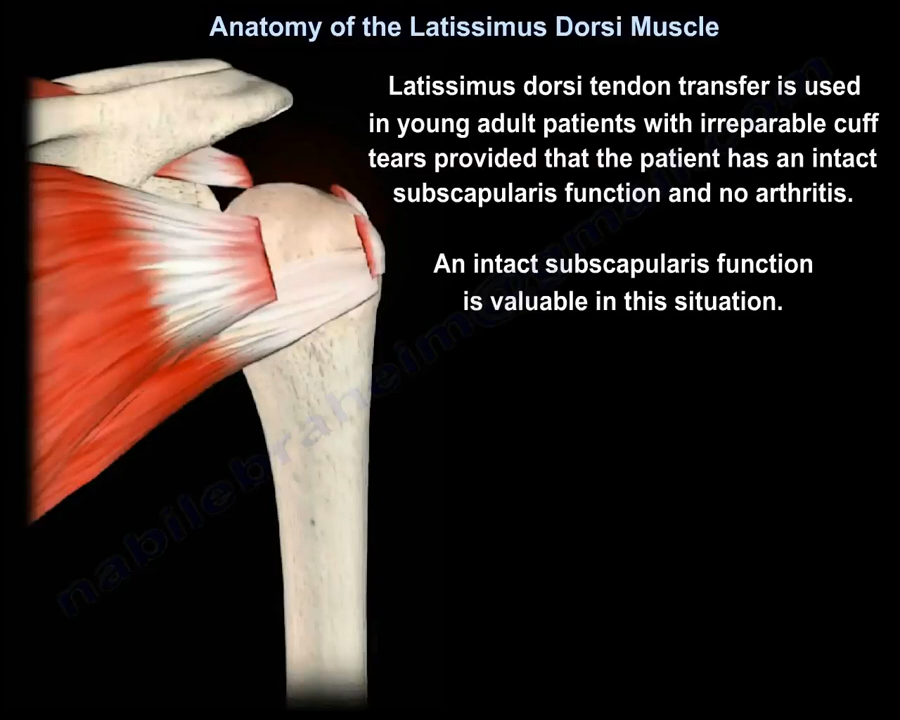 Anatomy of the Latissimus Dorsi Muscle
Latissimus dorsi tendon transfer is used
in young adult patients with irreparable cuff
tears provided that the patient has an intact
subscapularis function and no arthritis.
An intact subscapularis function
is valuable in this situation.